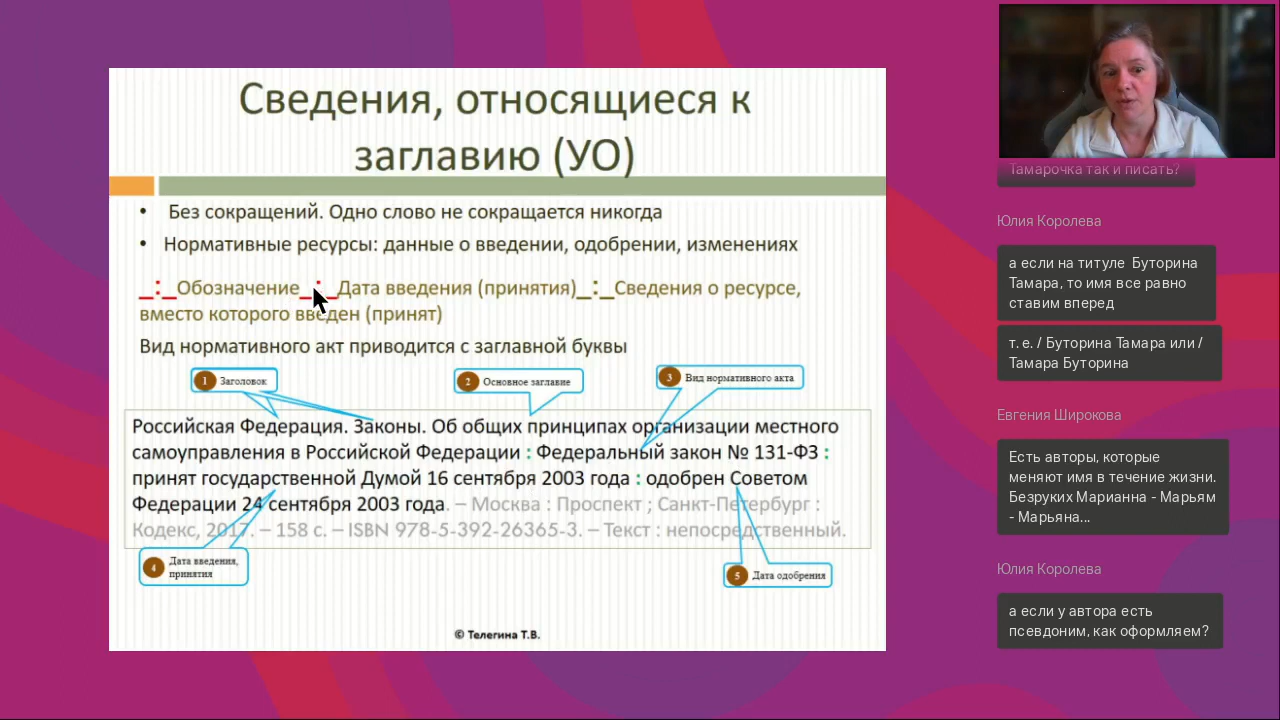 Сведения, относящиеся к
заглавию (УО)
• Без сокращений. Одно слово не сокращается никогда
• Нормативные ресурсы: данные о введении, одобрении, изменениях
_:_Обозначение_:_Дата введения (принятия)_:_Сведения о ресурсе,
вместо которого введен (принят)
Вид нормативного акт приводится с заглавной буквы
1 Заголовок
2 Основное заглавие
3 Вид нормативного акта
Российская Федерация. Законы. Об общих принципах организации местного
самоуправления в Российской Федерации : Федеральный закон № 131-ФЗ :
принят государственной Думой 16 сентября 2003 года : одобрен Советом
Федерации 24 сентября 2003 года. – Москва : Проспект ; Санкт-Петербург :
Кодекс, 2017. – 158 с. – ISBN 978-5-392-26365-3. – Текст : непосредственный.
4 Дата введения,
принятия
5 Дата одобрения
© Телегина Т.В.
Тамарочка так и писать?
Юлия Королева
а если на титуле Буторина
Тамара, то имя все равно
ставим вперед
т. е. / Буторина Тамара или /
Тамара Буторина
Евгения Широкова
Есть авторы, которые
меняют имя в течение жизни.
Безруких Марианна - Марьям
- Марьяна...
Юлия Королева
а если у автора есть
псевдоним, как оформляем?